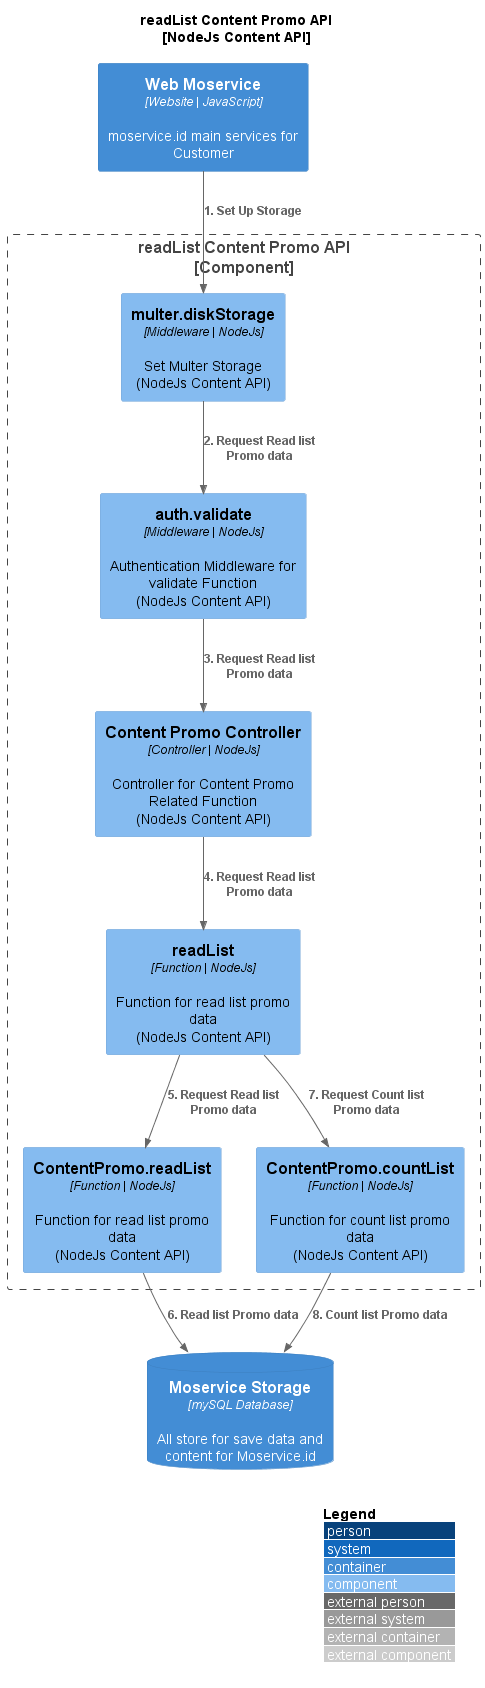 readList Content Promo API
[NodeJs Content API]
Web Moservice
[Website | JavaScript]
moservice.id main services for
Customer
1. Set Up Storage
readList Content Promo API
[Component]
multer.diskStorage
[Middleware | NodeJs]
Set Multer Storage
(NodeJs Content API)
2. Request Read list
Promo data
auth.validate
[Middleware | NodeJs]
Authentication Middleware for
validate Function
(NodeJs Content API)
3. Request Read list
Promo data
Content Promo Controller
[Controller | NodeJs]
Controller for Content Promo
Related Function
(NodeJs Content API)
4. Request Read list
Promo data
readList
[Function | NodeJs]
Function for read list promo
data
(NodeJs Content API)
5. Request Read list
Promo data
7. Request Count list
Promo data
ContentPromo.readList
[Function | NodeJs]
Function for read list promo
data
(NodeJs Content API)
ContentPromo.countList
[Function | NodeJs]
Function for count list promo
data
(NodeJs Content API)
6. Read list Promo data
8. Count list Promo data
Moservice Storage
[mySQL Database]
All store for save data and
content for Moservice.id
Legend
person
system
container
component
external person
external system
external container
external component